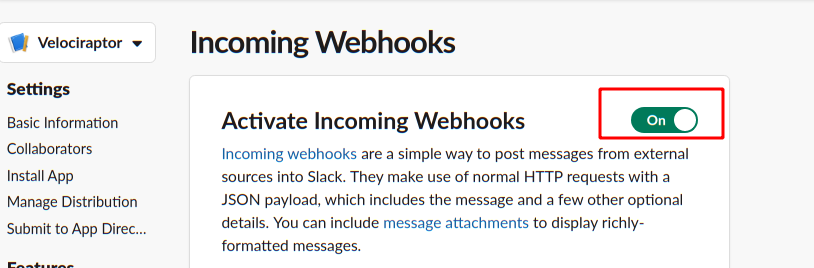 Velociraptor
Incoming Webhooks
Settings
Basic Information
Collaborators
Install App
Manage Distribution
Submit to App Direc...
Features
Activate Incoming Webhooks
On
Incoming webhooks are a simple way to post messages from external
sources into Slack. They make use of normal HTTP requests with a
JSON payload, which includes the message and a few other optional
details. You can include message attachments to display richly-
formatted messages.